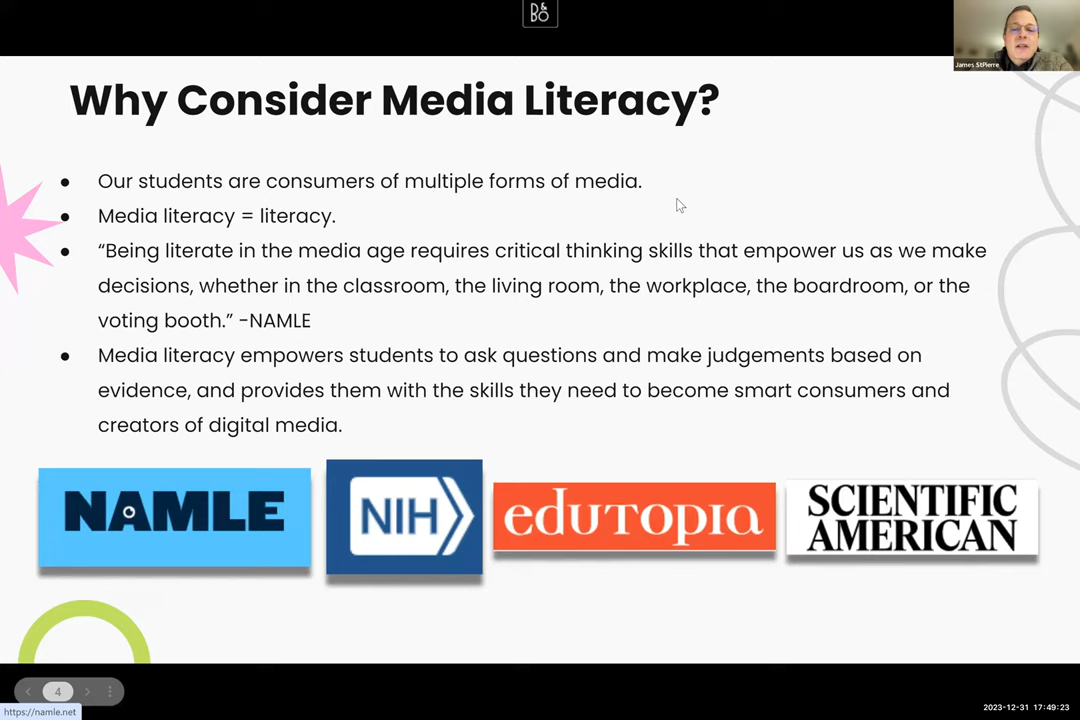 B&O
James StPierre
Why Consider Media Literacy?
● Our students are consumers of multiple forms of media.
● Media literacy = literacy.
● “Being literate in the media age requires critical thinking skills that empower us as we make
decisions, whether in the classroom, the living room, the workplace, the boardroom, or the
voting booth.” -NAMLE
● Media literacy empowers students to ask questions and make judgements based on
evidence, and provides them with the skills they need to become smart consumers and
creators of digital media.
NAMLE
NIH
edutopia
SCIENTIFIC
AMERICAN
4
https://namle.net
2023-12-31 17:49:23